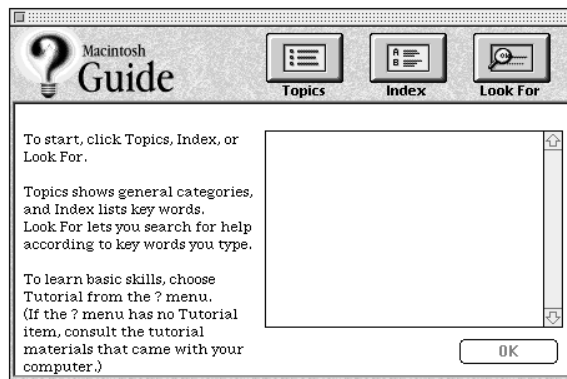 Macintosh
Guide
Topics
Index
Look For
To start, click Topics, Index, or
Look For.
Topics shows general categories,
and Index lists key words.
Look For lets you search for help
according to key words you type.
To learn basic skills, choose
Tutorial from the ? menu.
(If the ? menu has no Tutorial
item, consult the tutorial
materials that came with your
computer.)
OK